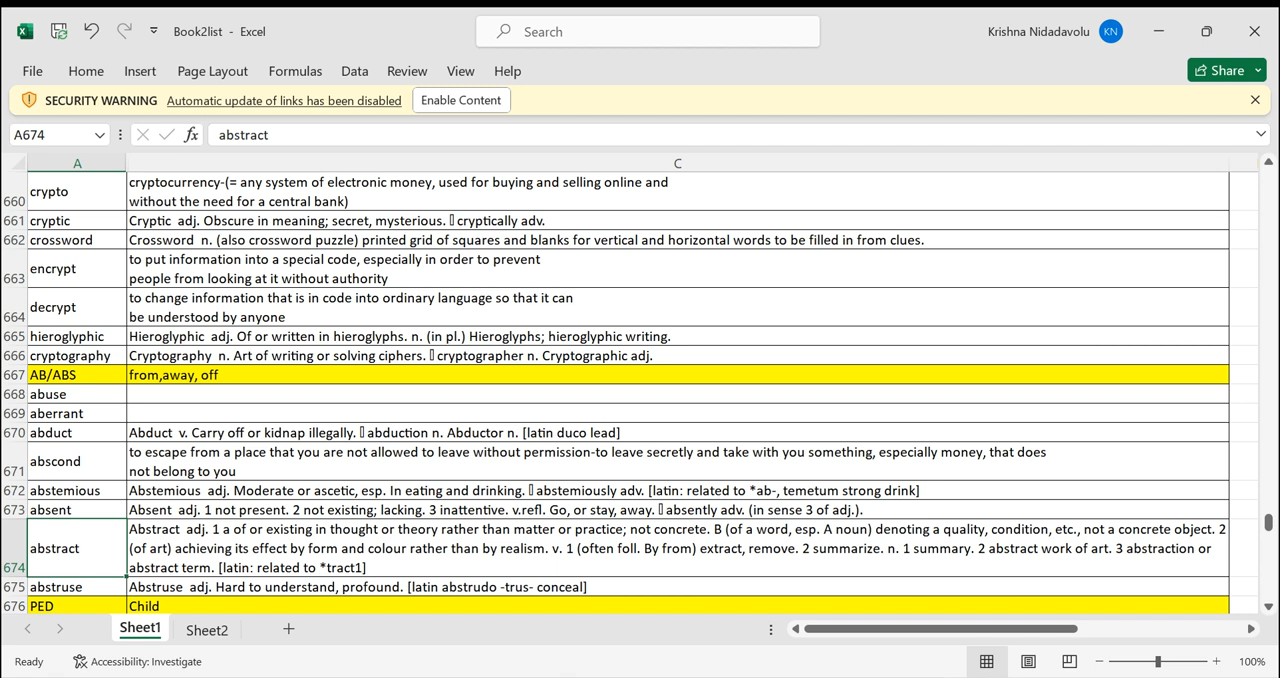 Book2list - Excel
Search
Krishna Nidadavolu KN
File Home Insert Page Layout Formulas Data Review View Help
Share
SECURITY WARNING Automatic update of links has been disabled Enable Content
A674 fx abstract
A C
660 crypto cryptocurrency-(= any system of electronic money, used for buying and selling online and
without the need for a central bank)
661 cryptic Cryptic adj. Obscure in meaning; secret, mysterious. ▯ cryptically adv.
662 crossword Crossword n. (also crossword puzzle) printed grid of squares and blanks for vertical and horizontal words to be filled in from clues.
663 encrypt to put information into a special code, especially in order to prevent
people from looking at it without authority
664 decrypt to change information that is in code into ordinary language so that it can
be understood by anyone
665 hieroglyphic Hieroglyphic adj. Of or written in hieroglyphs. n. (in pl.) Hieroglyphs; hieroglyphic writing.
666 cryptography Cryptography n. Art of writing or solving ciphers. ▯ cryptographer n. Cryptographic adj.
667 AB/ABS from,away, off
668 abuse
669 aberrant
670 abduct Abduct v. Carry off or kidnap illegally. ▯ abduction n. Abductor n. [latin duco lead]
671 abscond to escape from a place that you are not allowed to leave without permission-to leave secretly and take with you something, especially money, that does
not belong to you
672 abstemious Abstemious adj. Moderate or ascetic, esp. In eating and drinking. ▯ abstemiously adv. [latin: related to *ab-, temetum strong drink]
673 absent Absent adj. 1 not present. 2 not existing; lacking. 3 inattentive. v.refl. Go, or stay, away. ▯ absently adv. (in sense 3 of adj.).
674 abstract Abstract adj. 1 a of or existing in thought or theory rather than matter or practice; not concrete. B (of a word, esp. A noun) denoting a quality, condition, etc., not a concrete object. 2
(of art) achieving its effect by form and colour rather than by realism. v. 1 (often foll. By from) extract, remove. 2 summarize. n. 1 summary. 2 abstract work of art. 3 abstraction or
abstract term. [latin: related to *tract1]
675 abstruse Abstruse adj. Hard to understand, profound. [latin abstrudo -trus- conceal]
676 PED Child
Sheet1 Sheet2
Ready Accessibility: Investigate 100%